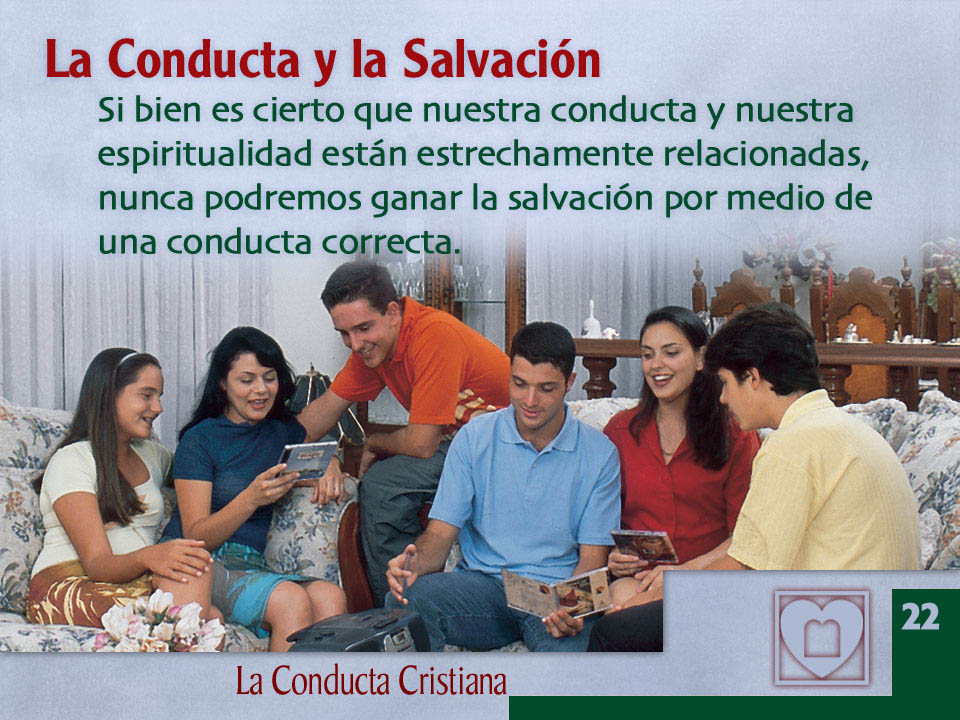 La Conducta y la Salvación
Si bien es cierto que nuestra conducta y nuestra
espiritualidad están estrechamente relacionadas,
nunca podremos ganar la salvación por medio de
una conducta correcta.
22
La Conducta Cristiana